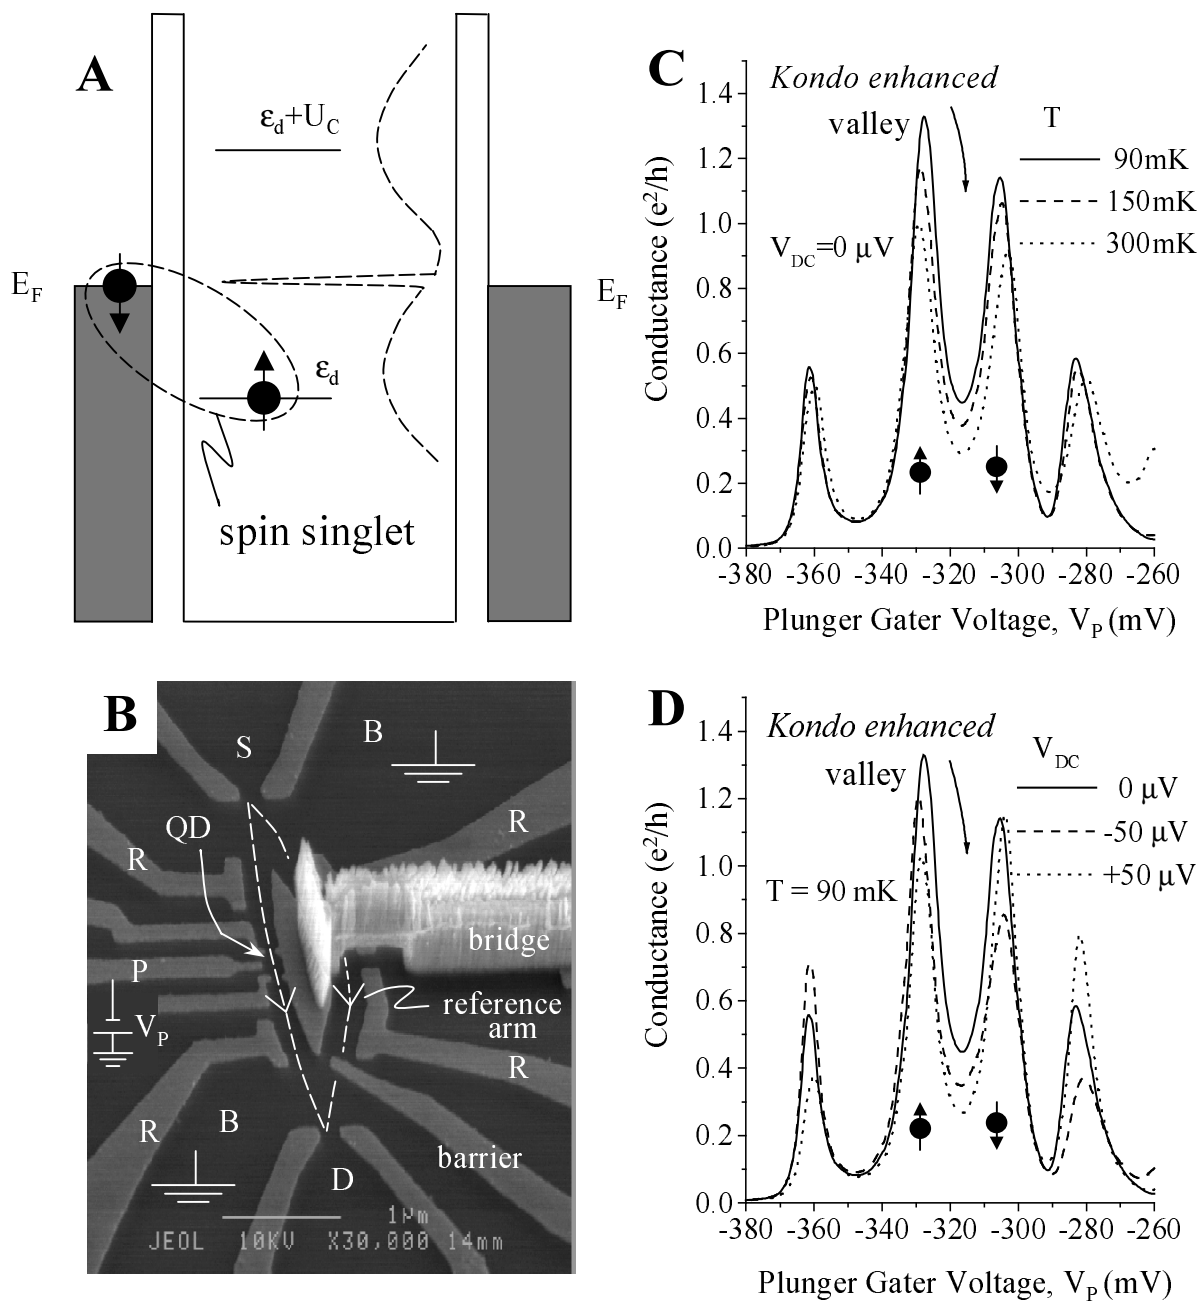 A
ε_d+U_C
E_F
E_F
ε_d
spin singlet
B
S
B
QD
R
R
bridge
P
V_P
reference
arm
R
R
B
barrier
D
1µm
JEOL 10KV X30,000 14mm
C
Kondo enhanced
valley
T
90mK
150mK
300mK
V_DC=0 µV
Conductance (e²/h)
1.4
1.2
1.0
0.8
0.6
0.4
0.2
0.0
-380 -360 -340 -320 -300 -280 -260
Plunger Gater Voltage, V_P (mV)
D
Kondo enhanced
valley
V_DC
0 µV
-50 µV
+50 µV
T = 90 mK
Conductance (e²/h)
1.4
1.2
1.0
0.8
0.6
0.4
0.2
0.0
-380 -360 -340 -320 -300 -280 -260
Plunger Gater Voltage, V_P (mV)